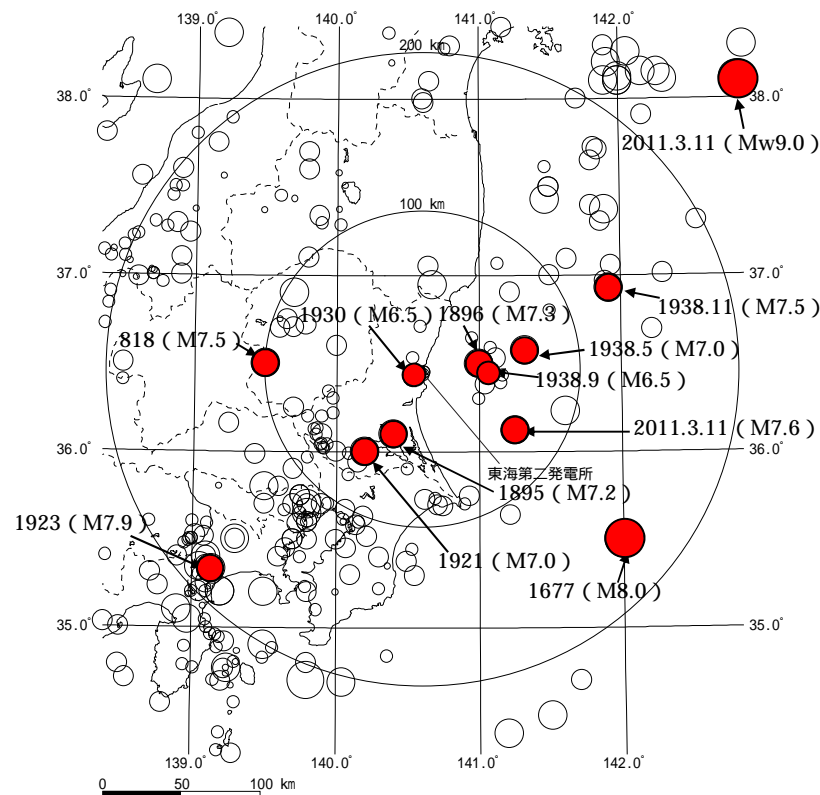 139.0° 140.0° 141.0° 142.0°
200 km
38.0° 38.0°
2011.3.11 ( Mw9.0 )
100 km
37.0° 37.0°
1938.11 ( M7.5 )
1930 ( M6.5 ) 1896 ( M7.3 )
818 ( M7.5 )
1938.5 ( M7.0 )
1938.9 ( M6.5 )
2011.3.11 ( M7.6 )
36.0° 36.0°
東海第二発電所
1895 ( M7.2 )
1923 ( M7.9 )
1921 ( M7.0 )
1677 ( M8.0 )
35.0° 35.0°
139.0° 140.0° 141.0° 142.0°
0 50 100 km